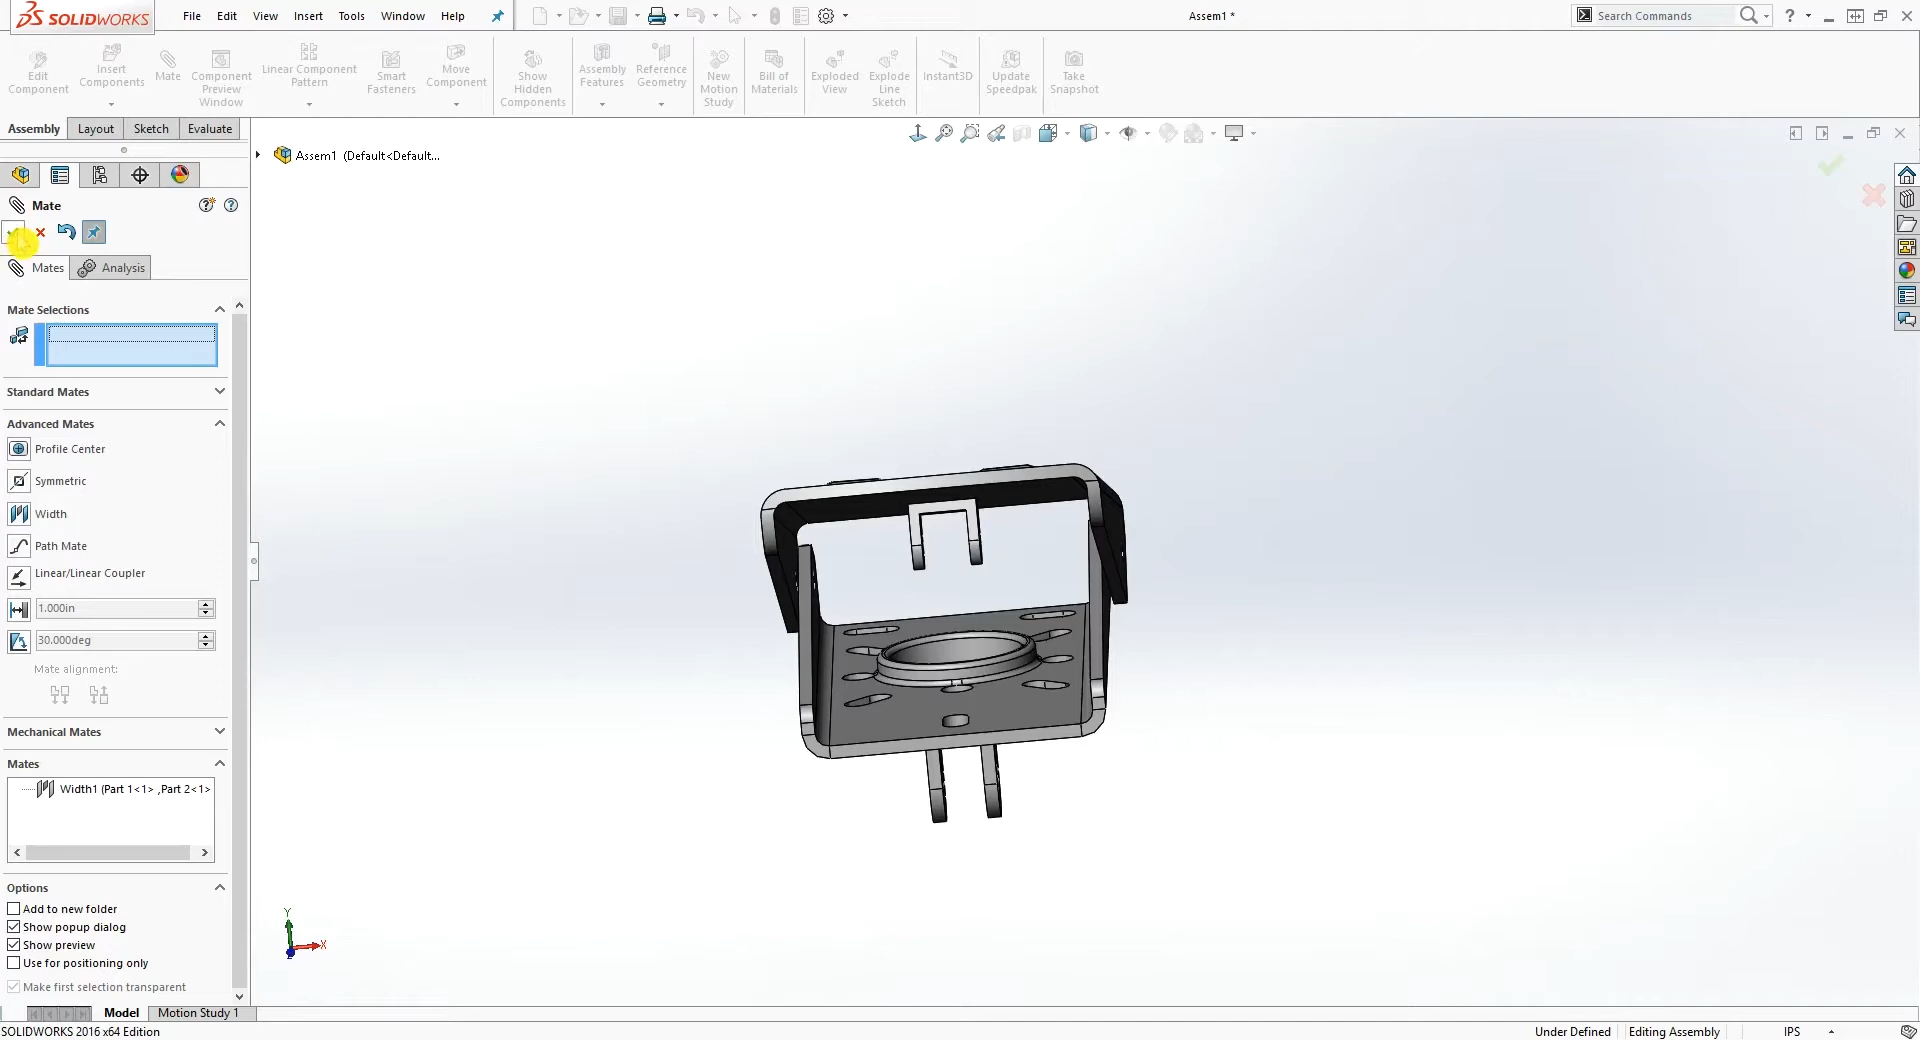 SOLIDWORKS
File Edit View Insert Tools Window Help
Assem1 *
Search Commands
Edit Component
Insert Components
Mate
Component Preview Window
Linear Component Pattern
Smart Fasteners
Move Component
Show Hidden Components
Assembly Features
Reference Geometry
New Motion Study
Bill of Materials
Exploded View
Explode Line Sketch
Instant3D
Update Speedpak
Take Snapshot
Assembly Layout Sketch Evaluate
Assem1 (Default<Default...
Mate
Mates Analysis
Mate Selections
Standard Mates
Advanced Mates
Profile Center
Symmetric
Width
Path Mate
Linear/Linear Coupler
1.000in
30.000deg
Mate alignment:
Mechanical Mates
Mates
Width1 (Part 1<1> ,Part 2<1>
Options
Add to new folder
Show popup dialog
Show preview
Use for positioning only
Make first selection transparent
Y
X
Z
Model Motion Study 1
SOLIDWORKS 2016 x64 Edition
Under Defined Editing Assembly IPS